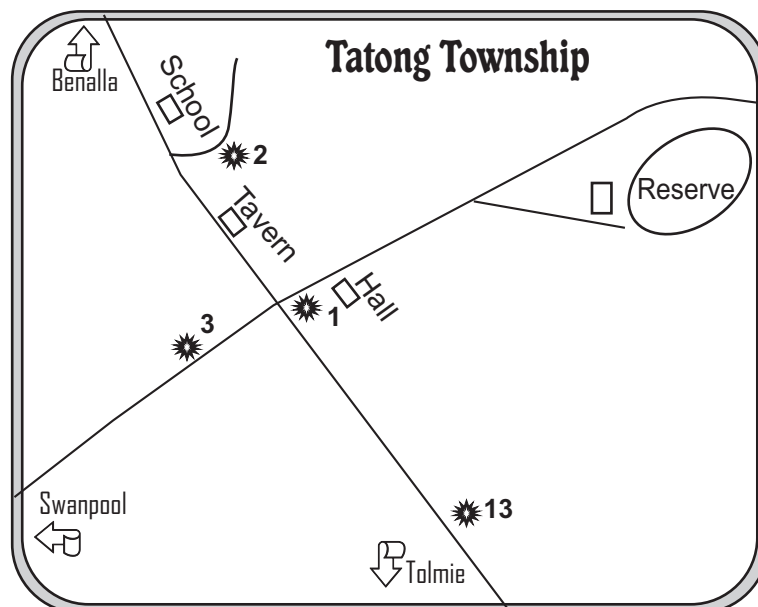 Tatong Township
Benalla
School
2
Tavern
Reserve
Hall
1
3
Swanpool
13
Tolmie